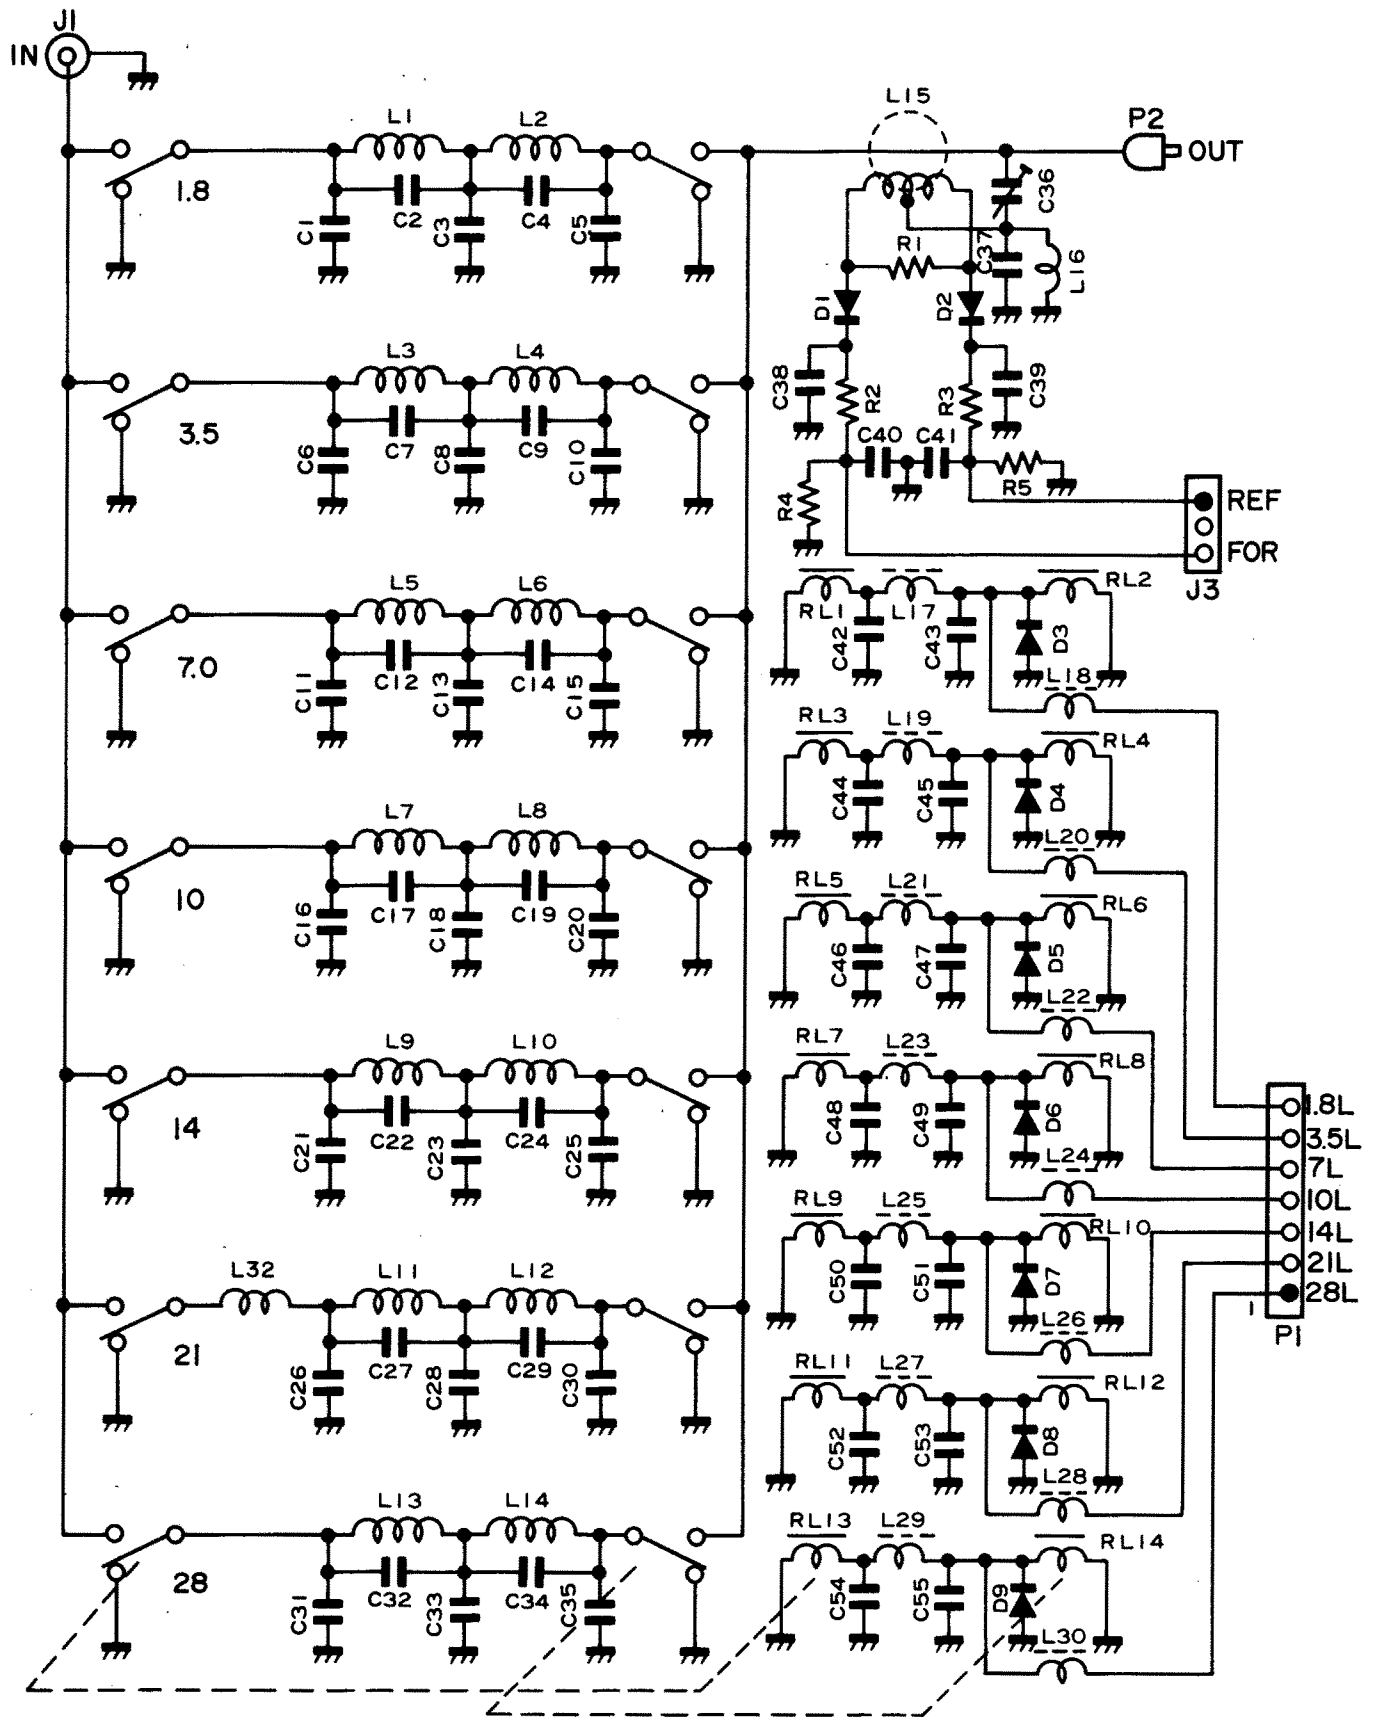 J1
IN
L1 L2
1.8
C1 C2 C3 C4 C5
L3 L4
3.5
C6 C7 C8 C9 C10
L5 L6
7.0
C11 C12 C13 C14 C15
L7 L8
10
C16 C17 C18 C19 C20
L9 L10
14
C21 C22 C23 C24 C25
L32 L11 L12
21
C26 C27 C28 C29 C30
L13 L14
28
C31 C32 C33 C34 C35
L15
P2
OUT
C36
R1 C37 L16
D1 D2
C38 R2 R3 C39
C40 C41
R4 R5
REF
FOR
J3
RL1 L17 RL2
C42 C43 D3
L18
RL3 L19 RL4
C44 C45 D4
L20
RL5 L21 RL6
C46 C47 D5
L22
RL7 L23 RL8
C48 C49 D6
L24
RL9 L25 RL10
C50 C51 D7
L26
RL11 L27 RL12
C52 C53 D8
L28
RL13 L29 RL14
C54 C55 D9
L30
1.8L
3.5L
7L
10L
14L
21L
28L
1
P1